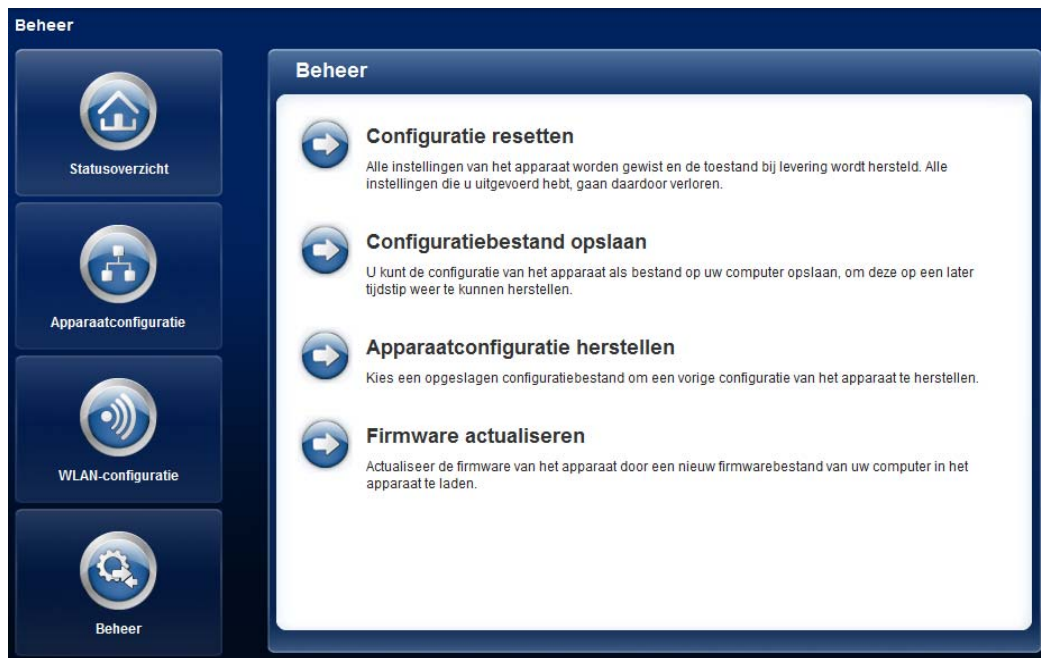 Beheer
Statusoverzicht
Apparaatconfiguratie
WLAN-configuratie
Beheer
Beheer
Configuratie resetten
Alle instellingen van het apparaat worden gewist en de toestand bij levering wordt hersteld. Alle
instellingen die u uitgevoerd hebt, gaan daardoor verloren.
Configuratiebestand opslaan
U kunt de configuratie van het apparaat als bestand op uw computer opslaan, om deze op een later
tijdstip weer te kunnen herstellen.
Apparaatconfiguratie herstellen
Kies een opgeslagen configuratiebestand om een vorige configuratie van het apparaat te herstellen.
Firmware actualiseren
Actualiseer de firmware van het apparaat door een nieuw firmwarebestand van uw computer in het
apparaat te laden.